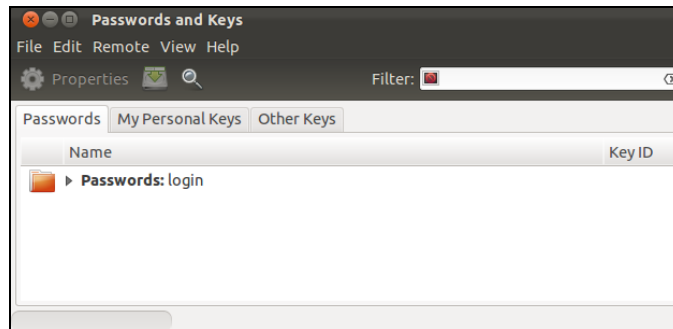 Passwords and Keys
File Edit Remote View Help
Properties Filter:
Passwords My Personal Keys Other Keys
Name Key ID
Passwords: login